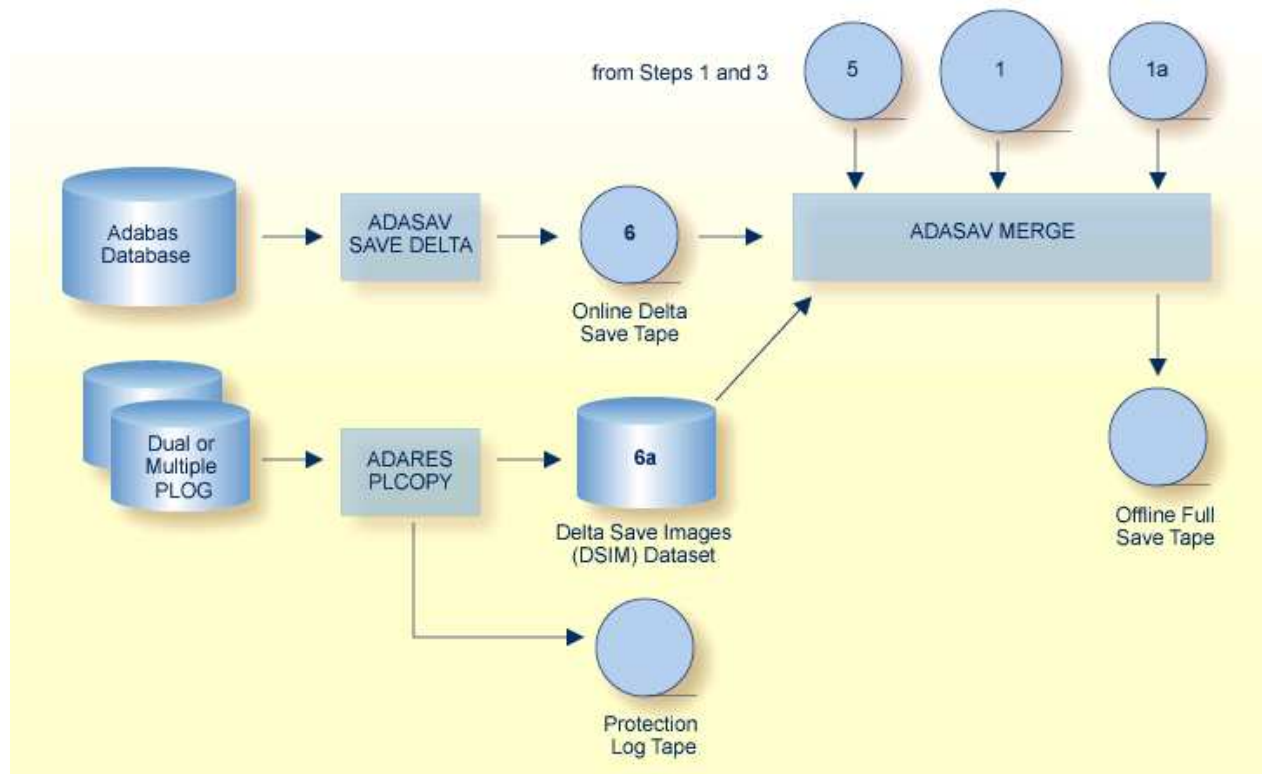 from Steps 1 and 3
5
1
1a
Adabas
Database
ADASAV
SAVE DELTA
6
ADASAV MERGE
Online Delta
Save Tape
Dual or
Multiple
PLOG
ADARES
PLCOPY
6a
Delta Save Images
(DSIM) Dataset
Offline Full
Save Tape
Protection
Log Tape